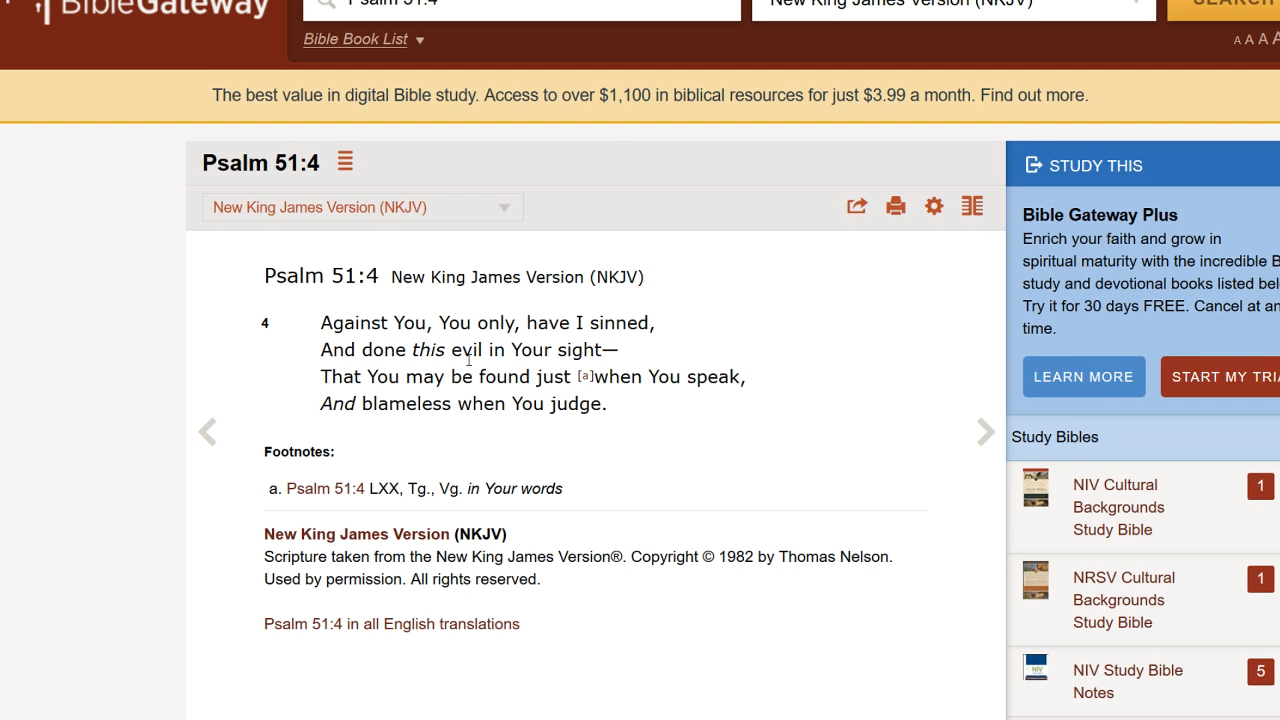 BibleGateway
Psalm 51:4
New King James Version (NKJV)
SEARCH
Bible Book List
A A A A
The best value in digital Bible study. Access to over $1,100 in biblical resources for just $3.99 a month. Find out more.
Psalm 51:4
New King James Version (NKJV)
Psalm 51:4 New King James Version (NKJV)
4 Against You, You only, have I sinned,
And done this evil in Your sight—
That You may be found just [a]when You speak,
And blameless when You judge.
Footnotes:
a. Psalm 51:4 LXX, Tg., Vg. in Your words
New King James Version (NKJV)
Scripture taken from the New King James Version®. Copyright © 1982 by Thomas Nelson.
Used by permission. All rights reserved.
Psalm 51:4 in all English translations
STUDY THIS
Bible Gateway Plus
Enrich your faith and grow in
spiritual maturity with the incredible B
study and devotional books listed bel
Try it for 30 days FREE. Cancel at an
time.
LEARN MORE
START MY TRIA
Study Bibles
NIV Cultural
Backgrounds
Study Bible
1
NRSV Cultural
Backgrounds
Study Bible
1
NIV Study Bible
Notes
5